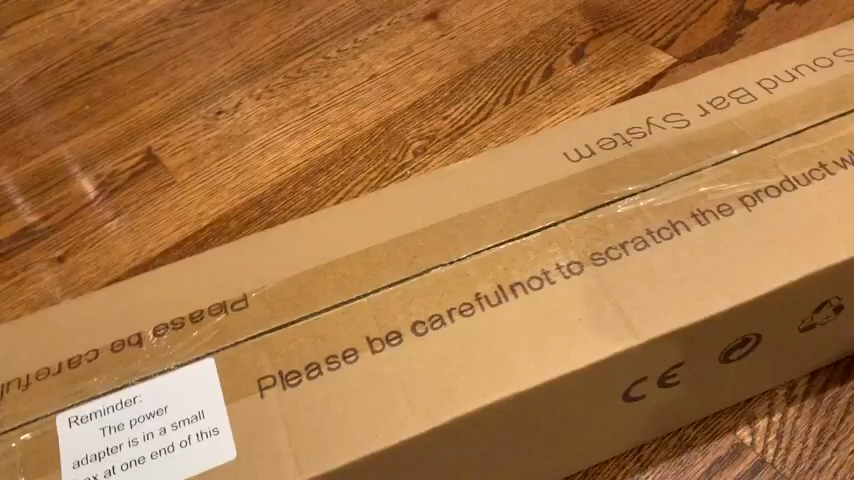 Sound Bar System
Please be careful
Please be careful not to scratch the product
Reminder:
The power
adapter is in a small
at one end of this
CE